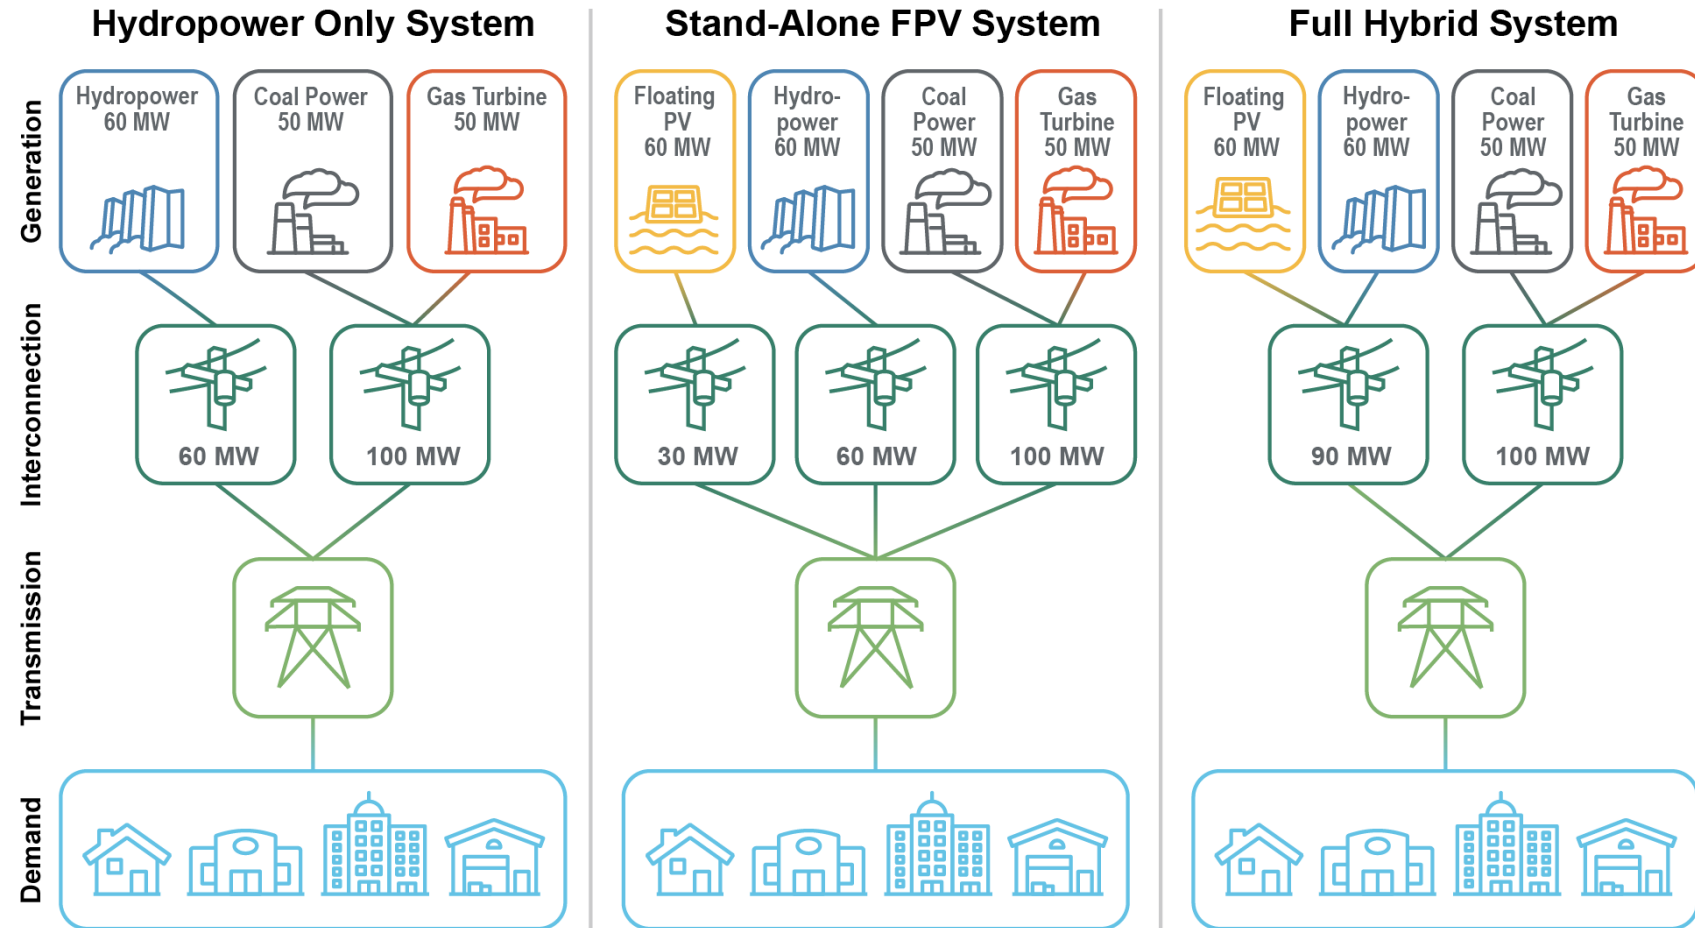 Hydropower Only System
Stand-Alone FPV System
Full Hybrid System
Generation
Hydropower
60 MW
Coal Power
50 MW
Gas Turbine
50 MW
Floating
PV
60 MW
Hydro-
power
60 MW
Coal
Power
50 MW
Gas
Turbine
50 MW
Floating
PV
60 MW
Hydro-
power
60 MW
Coal
Power
50 MW
Gas
Turbine
50 MW
Interconnection
60 MW
100 MW
30 MW
60 MW
100 MW
90 MW
100 MW
Transmission
Demand